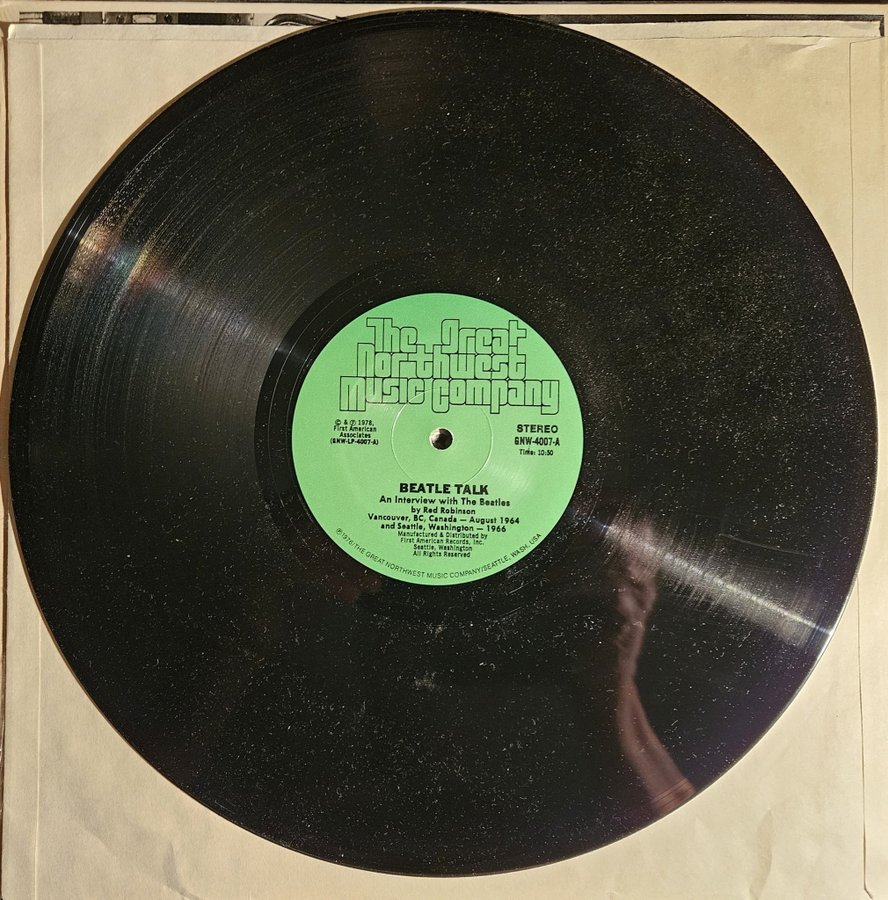 The Great
Northwest
Music Company
© & ℗ 1978,
First American
Associates
(GNW-LP-4007-A)
STEREO
GNW-4007-A
Time: 10:50
BEATLE TALK
An Interview with The Beatles
by Red Robinson
Vancouver, BC, Canada — August 1964
and Seattle, Washington — 1966
Manufactured & Distributed by
First American Records, Inc.
Seattle, Washington
All Rights Reserved
℗1976/THE GREAT NORTHWEST MUSIC COMPANY/SEATTLE, WASH. USA